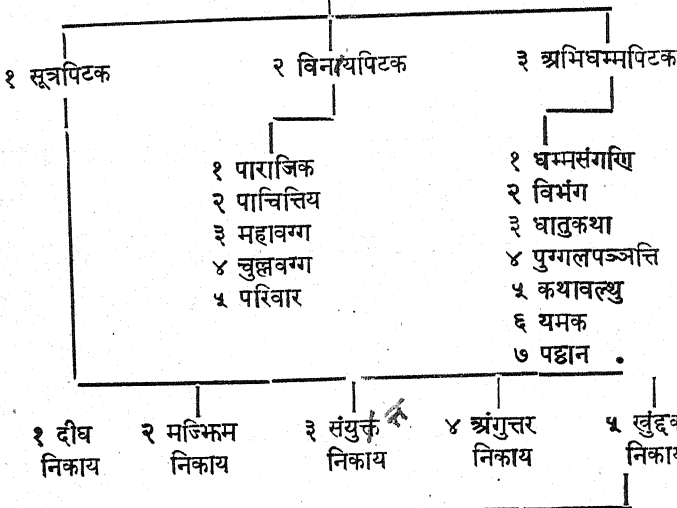 १ सूत्रपिटक
२ विनयपिटक
३ अभिधम्मपिटक
१ पाराजिक
२ पाचित्तिय
३ महावग्ग
४ चुल्लवग्ग
५ परिवार
१ धम्मसंगणि
२ विभंग
३ धातुकथा
४ पुग्गलपञ्ञत्ति
५ कथावत्थु
६ यमक
७ पट्ठान
१ दीघ निकाय
२ मज्झिम निकाय
३ संयुक्त त्त निकाय
४ अंगुत्तर निकाय
५ खुंद्दक निकाय